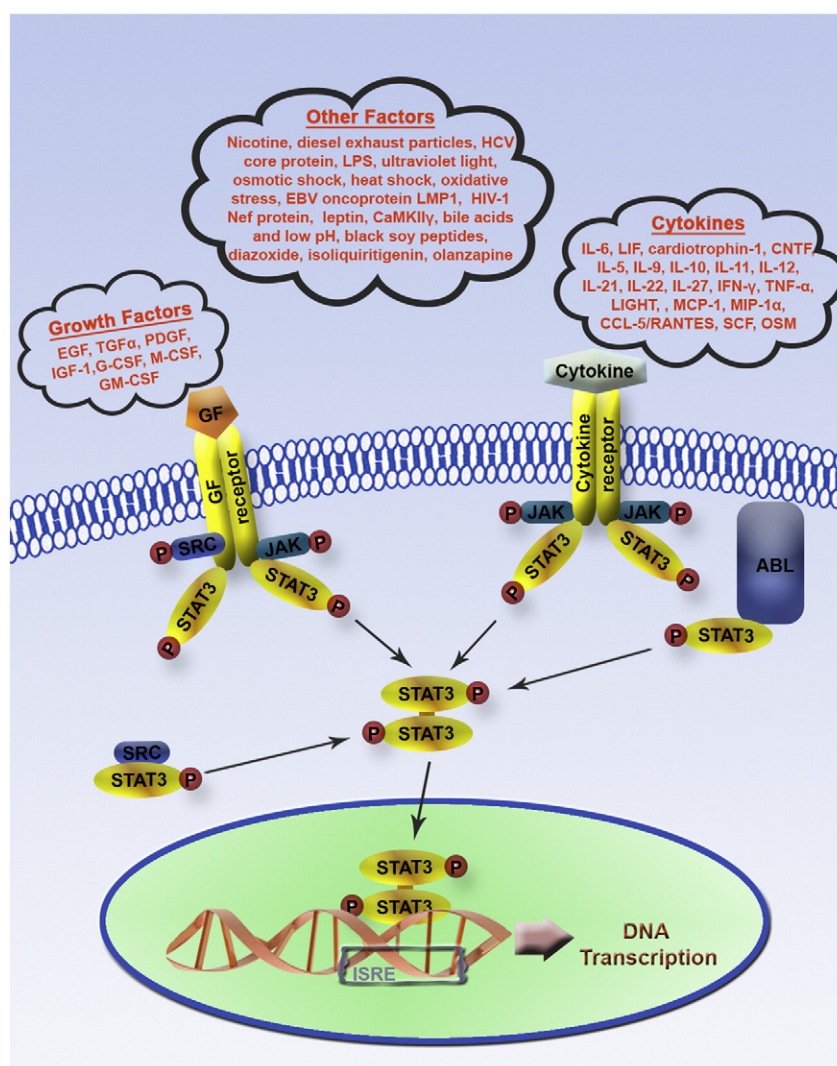 Other Factors
Nicotine, diesel exhaust particles, HCV
core protein, LPS, ultraviolet light,
osmotic shock, heat shock, oxidative
stress, EBV oncoprotein LMP1, HIV-1
Nef protein, leptin, CaMKIIγ, bile acids
and low pH, black soy peptides,
diazoxide, isoliquiritigenin, olanzapine
Cytokines
IL-6, LIF, cardiotrophin-1, CNTF,
IL-5, IL-9, IL-10, IL-11, IL-12,
IL-21, IL-22, IL-27, IFN-γ, TNF-α,
LIGHT, , MCP-1, MIP-1α,
CCL-5/RANTES, SCF, OSM
Growth Factors
EGF, TGFα, PDGF,
IGF-1,G-CSF, M-CSF,
GM-CSF
GF
Cytokine
GF
receptor
Cytokine
receptor
P
SRC
JAK
P
P
JAK
JAK
P
STAT3
P
STAT3
P
STAT3
P
STAT3
P
ABL
P
STAT3
STAT3
P
P
STAT3
SRC
STAT3
P
STAT3
P
P
STAT3
ISRE
DNA
Transcription